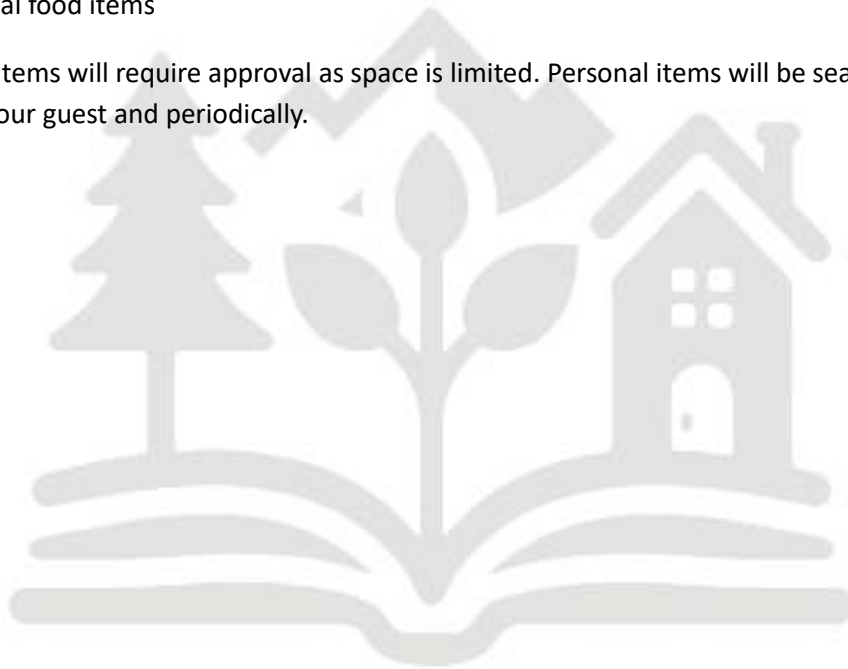 al food items
tems will require approval as space is limited. Personal items will be sea
our guest and periodically.